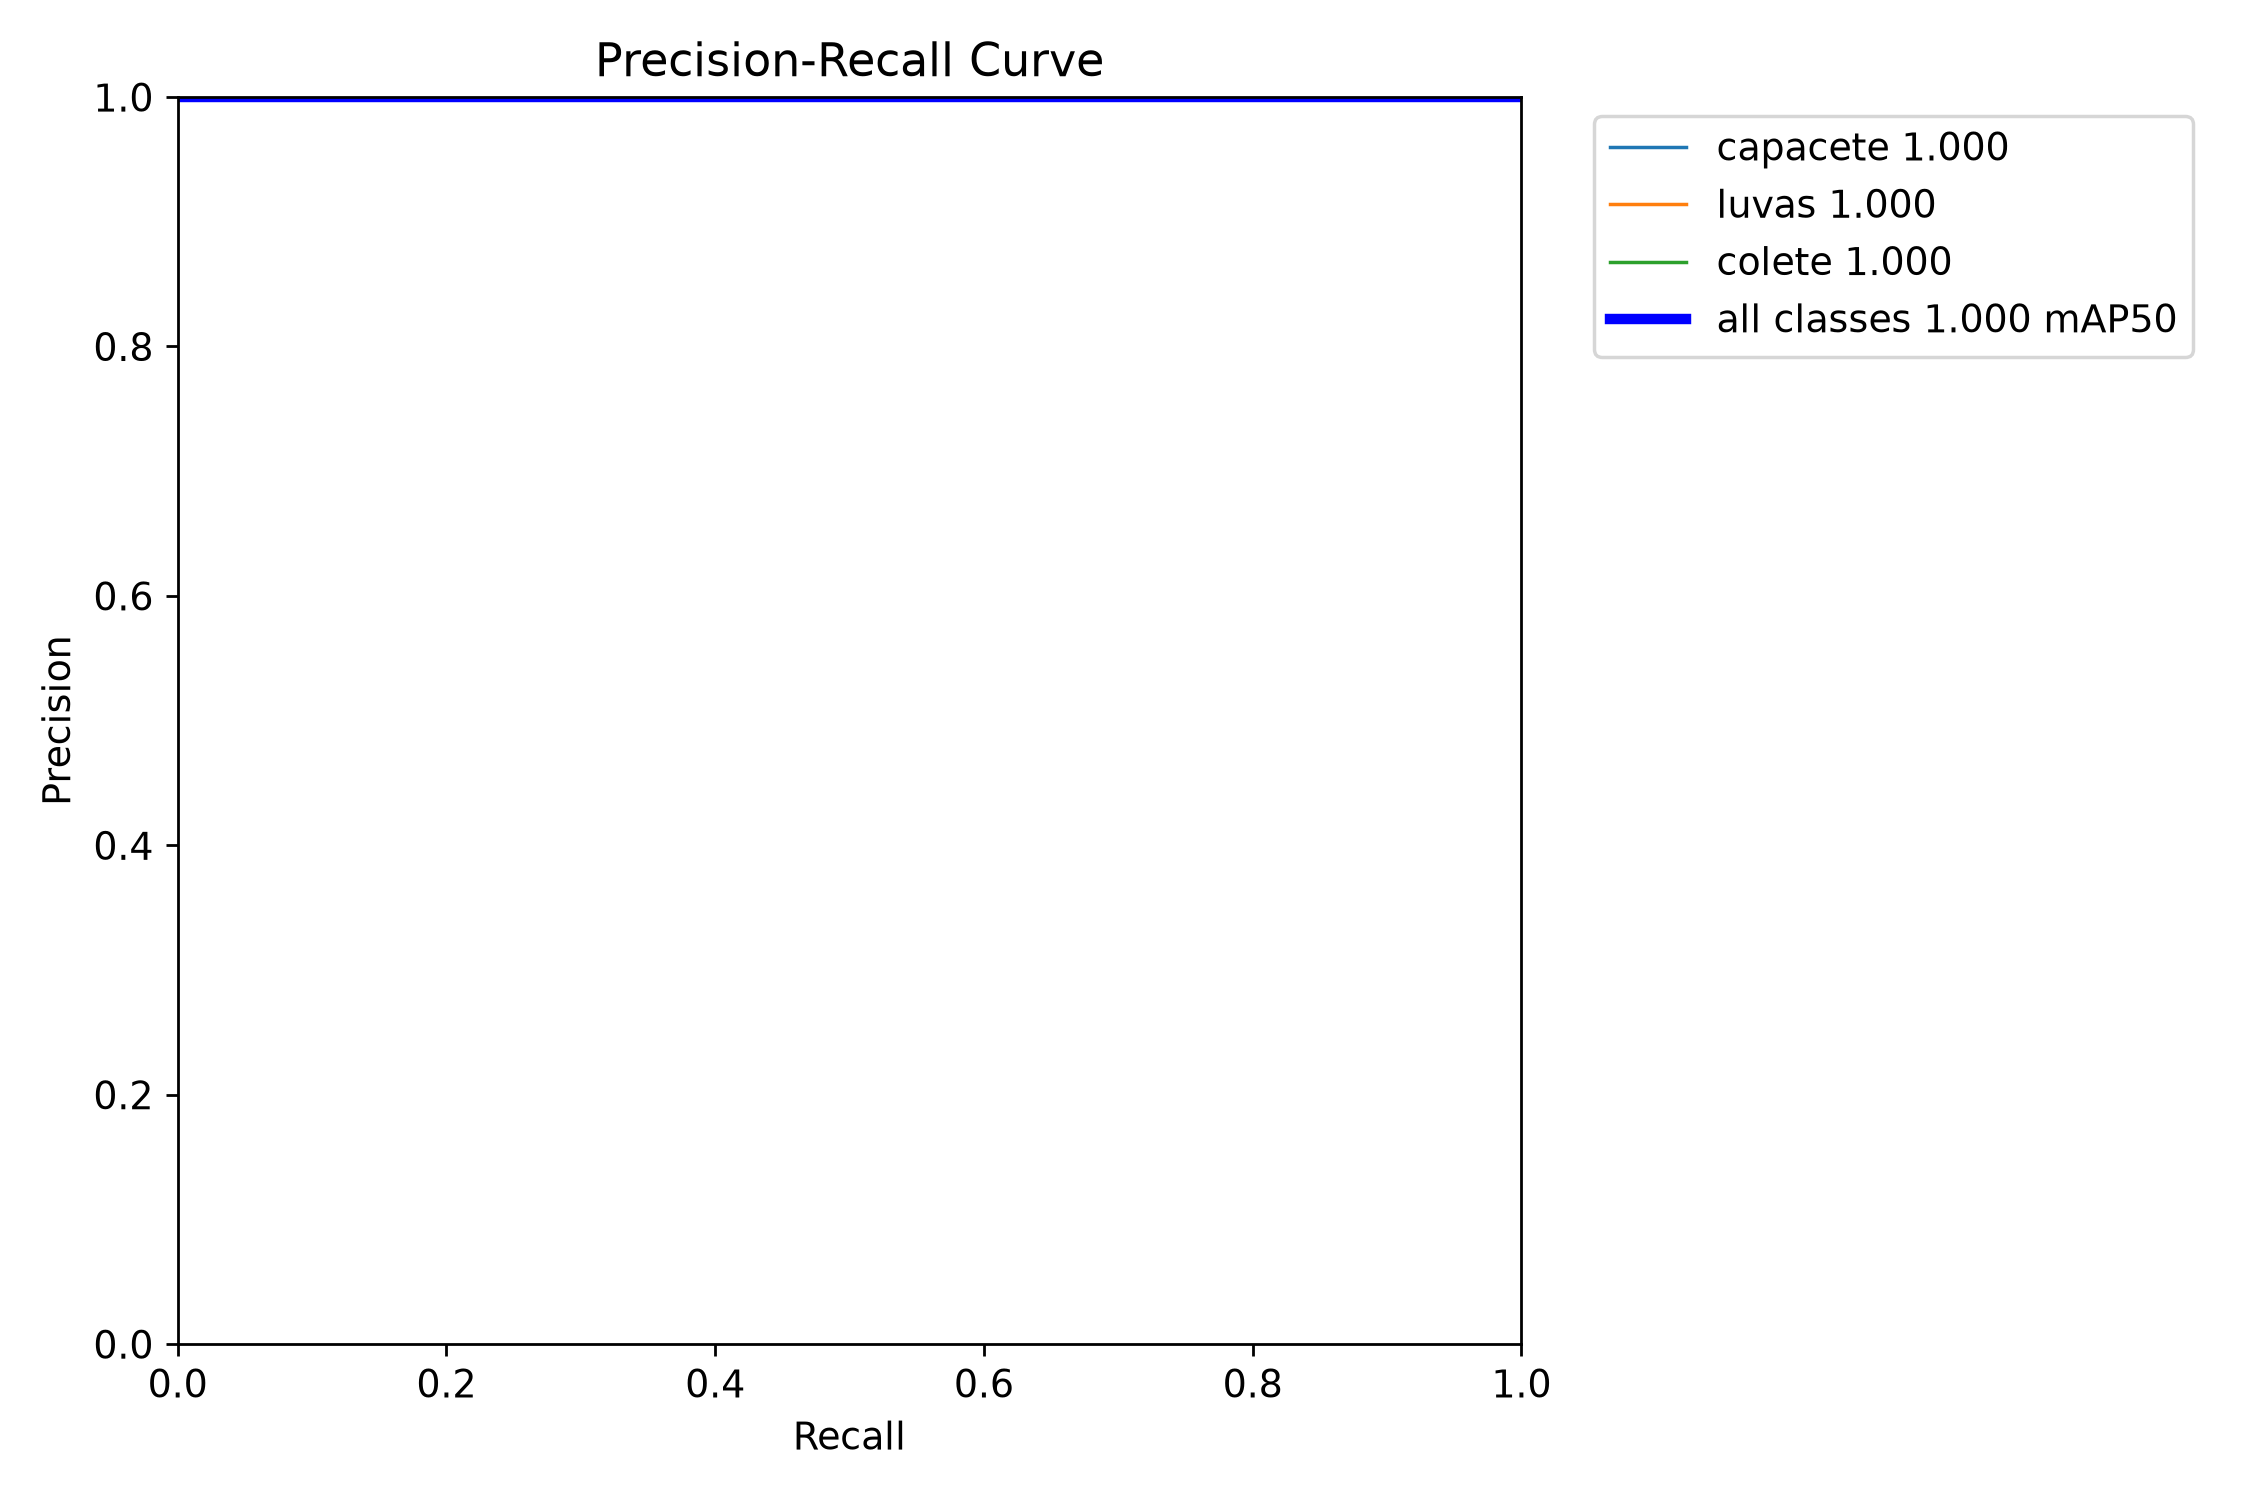 Precision-Recall Curve
1.0
0.8
0.6
0.4
0.2
0.0
Precision
0.0 0.2 0.4 0.6 0.8 1.0
Recall
capacete 1.000
luvas 1.000
colete 1.000
all classes 1.000 mAP50